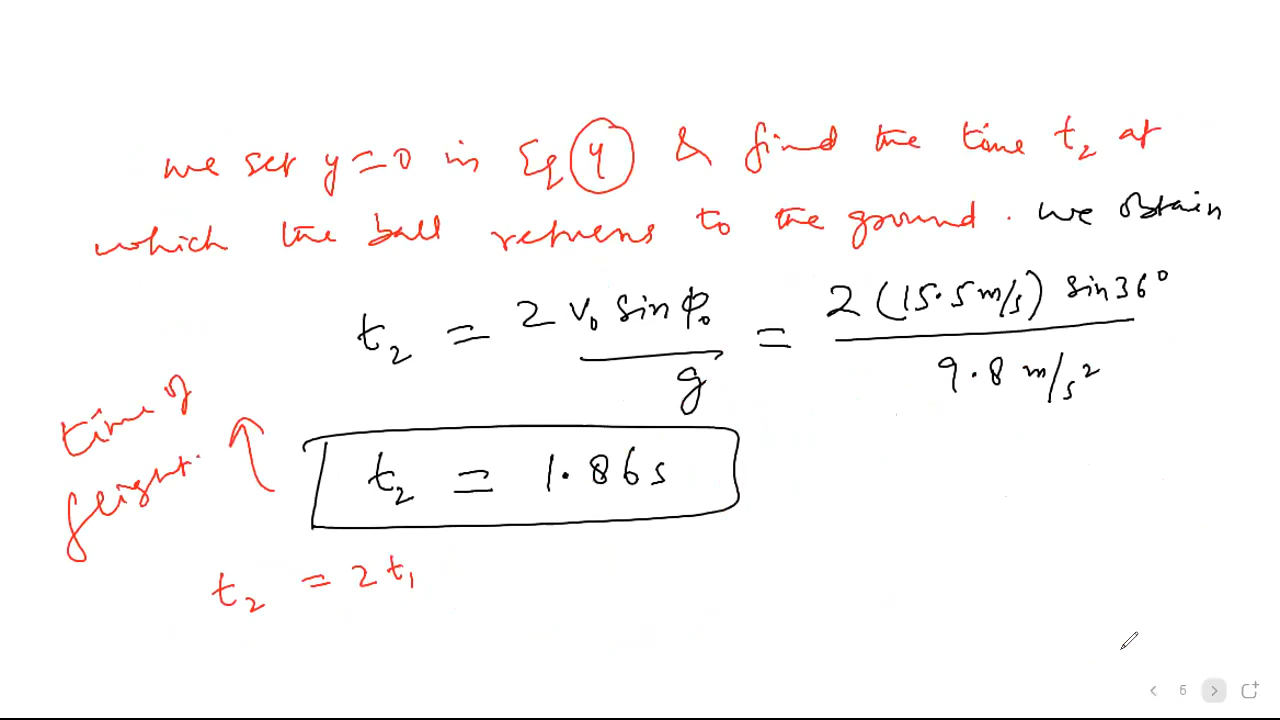 we set y=0 in Eq 4 & find the time t₂ at
which the ball returns to the ground. We obtain
t₂ = 2 v₀ sin φ₀ / g = 2 (15.5 m/s) sin 36° / 9.8 m/s²
time of
flight.
t₂ = 1.86 s
t₂ = 2 t₁
6